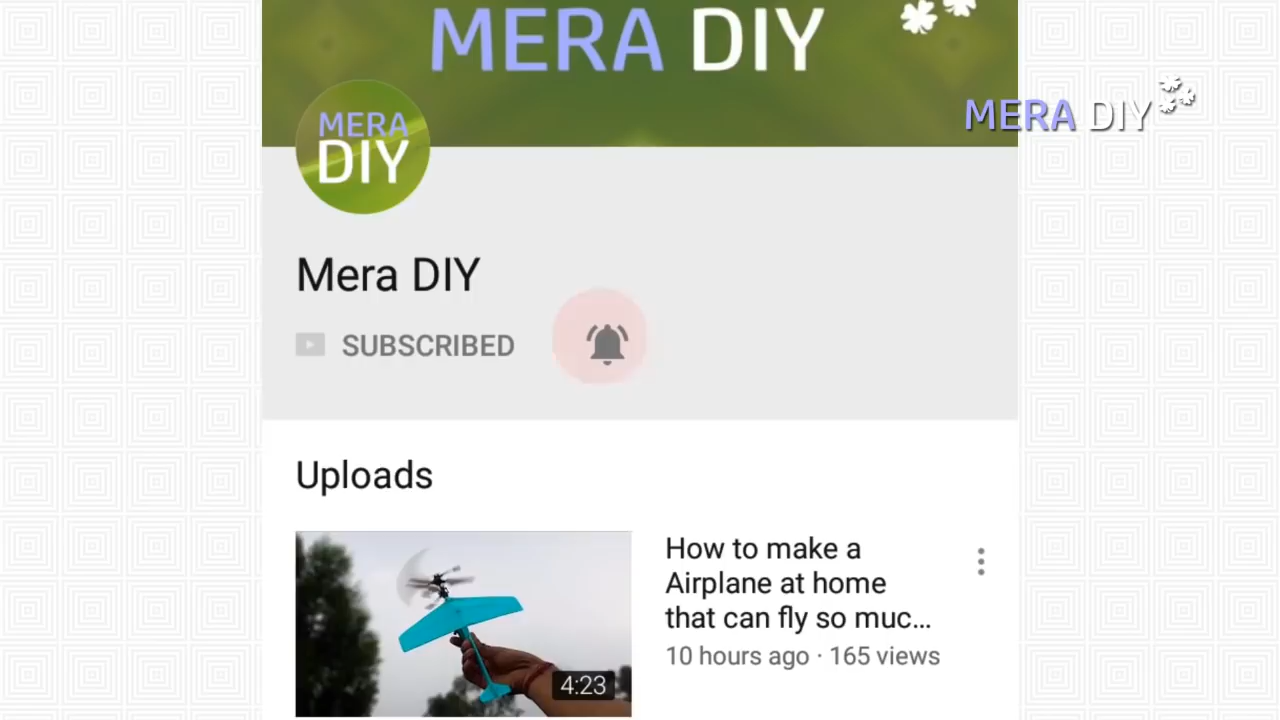 MERA DIY
MERA DIY
MERA
DIY
Mera DIY
SUBSCRIBED
Uploads
How to make a
Airplane at home
that can fly so muc...
10 hours ago · 165 views
4:23